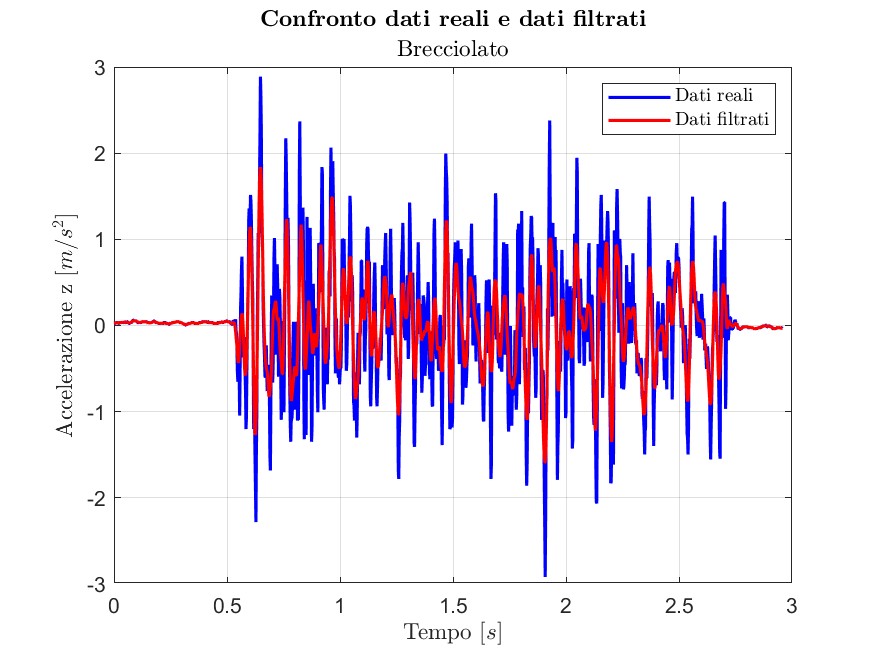 Confronto dati reali e dati filtrati
Brecciolato
Dati reali
Dati filtrati
Accelerazione z [m/s²]
3
2
1
0
-1
-2
-3
0 0.5 1 1.5 2 2.5 3
Tempo [s]